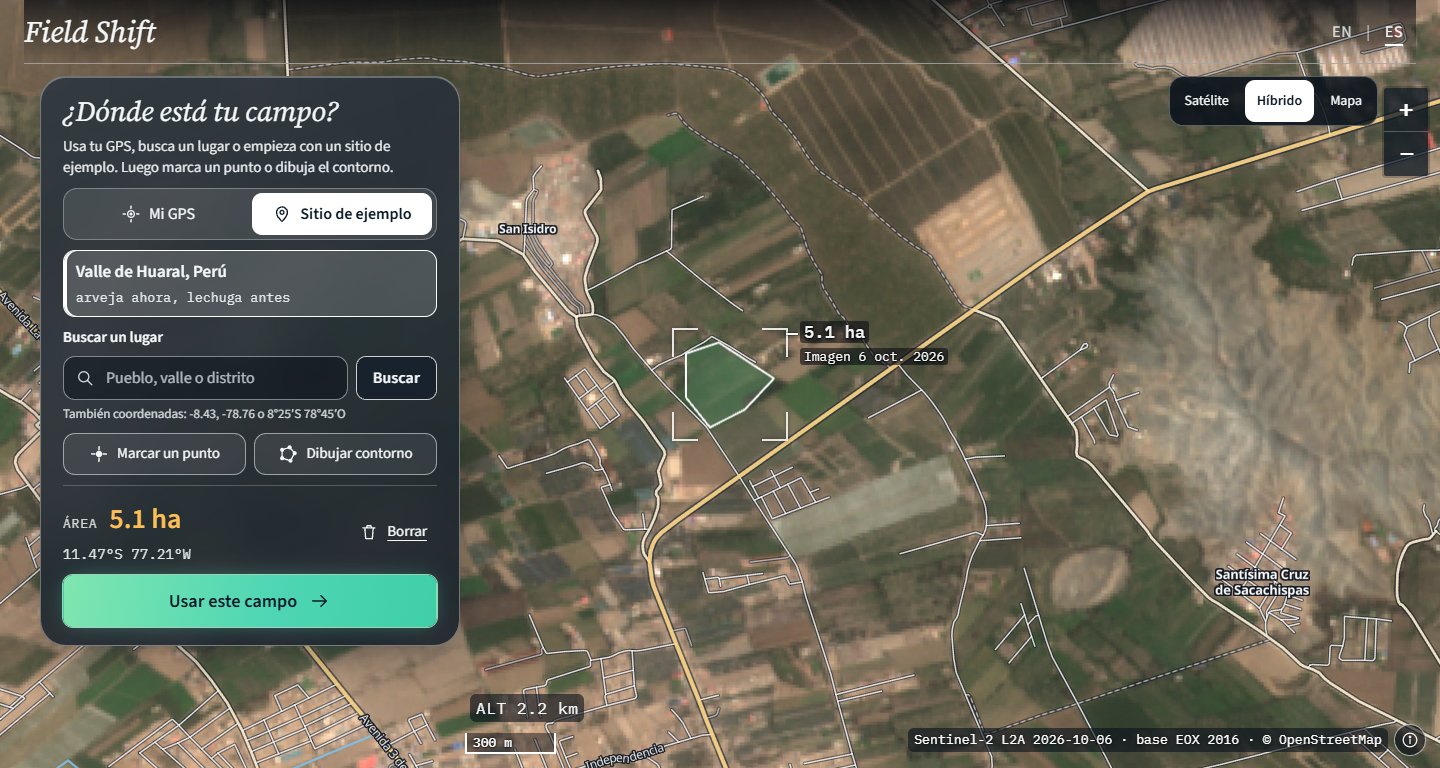 Field Shift
EN | ES
¿Dónde está tu campo?
Usa tu GPS, busca un lugar o empieza con un sitio de
ejemplo. Luego marca un punto o dibuja el contorno.
Mi GPS
Sitio de ejemplo
Valle de Huaral, Perú
arveja ahora, lechuga antes
Buscar un lugar
Pueblo, valle o distrito
Buscar
También coordenadas: -8.43, -78.76 o 8°25'S 78°45'O
Marcar un punto
Dibujar contorno
ÁREA 5.1 ha
Borrar
11.47°S 77.21°W
Usar este campo →
Satélite
Híbrido
Mapa
+
−
San Isidro
5.1 ha
Imagen 6 oct. 2026
Santísima Cruz
de Sacachispas
Avenida La
Avenida 3 de
Independencia
ALT 2.2 km
300 m
Sentinel-2 L2A 2026-10-06 · base EOX 2016 · © OpenStreetMap